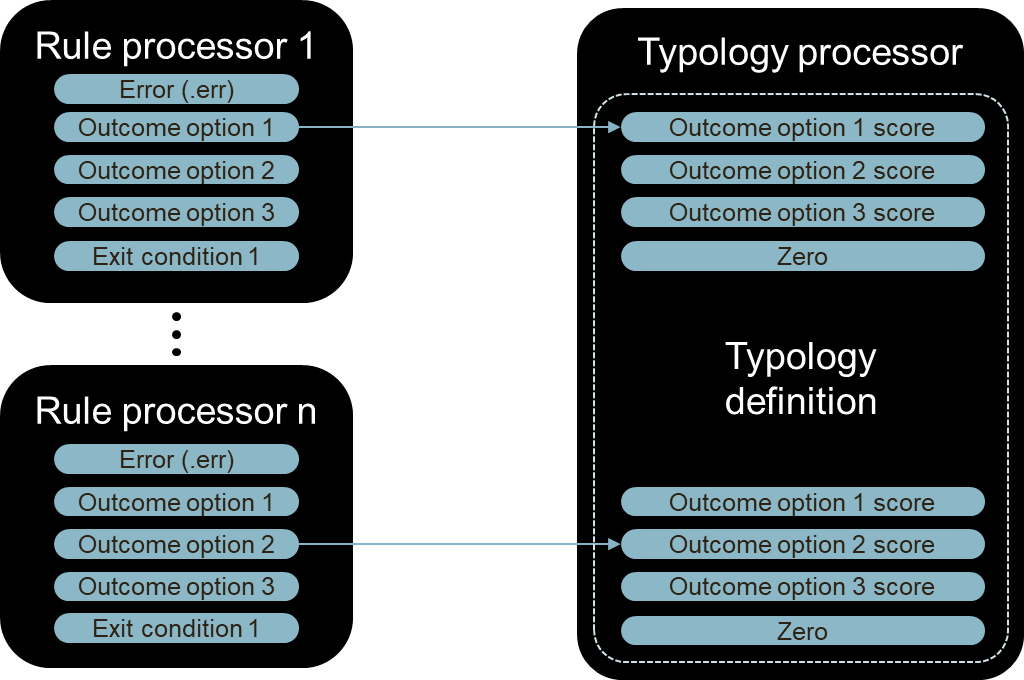 Rule processor 1
Error (.err)
Outcome option 1
Outcome option 2
Outcome option 3
Exit condition 1
Rule processor n
Error (.err)
Outcome option 1
Outcome option 2
Outcome option 3
Exit condition 1
Typology processor
Outcome option 1 score
Outcome option 2 score
Outcome option 3 score
Zero
Typology
definition
Outcome option 1 score
Outcome option 2 score
Outcome option 3 score
Zero